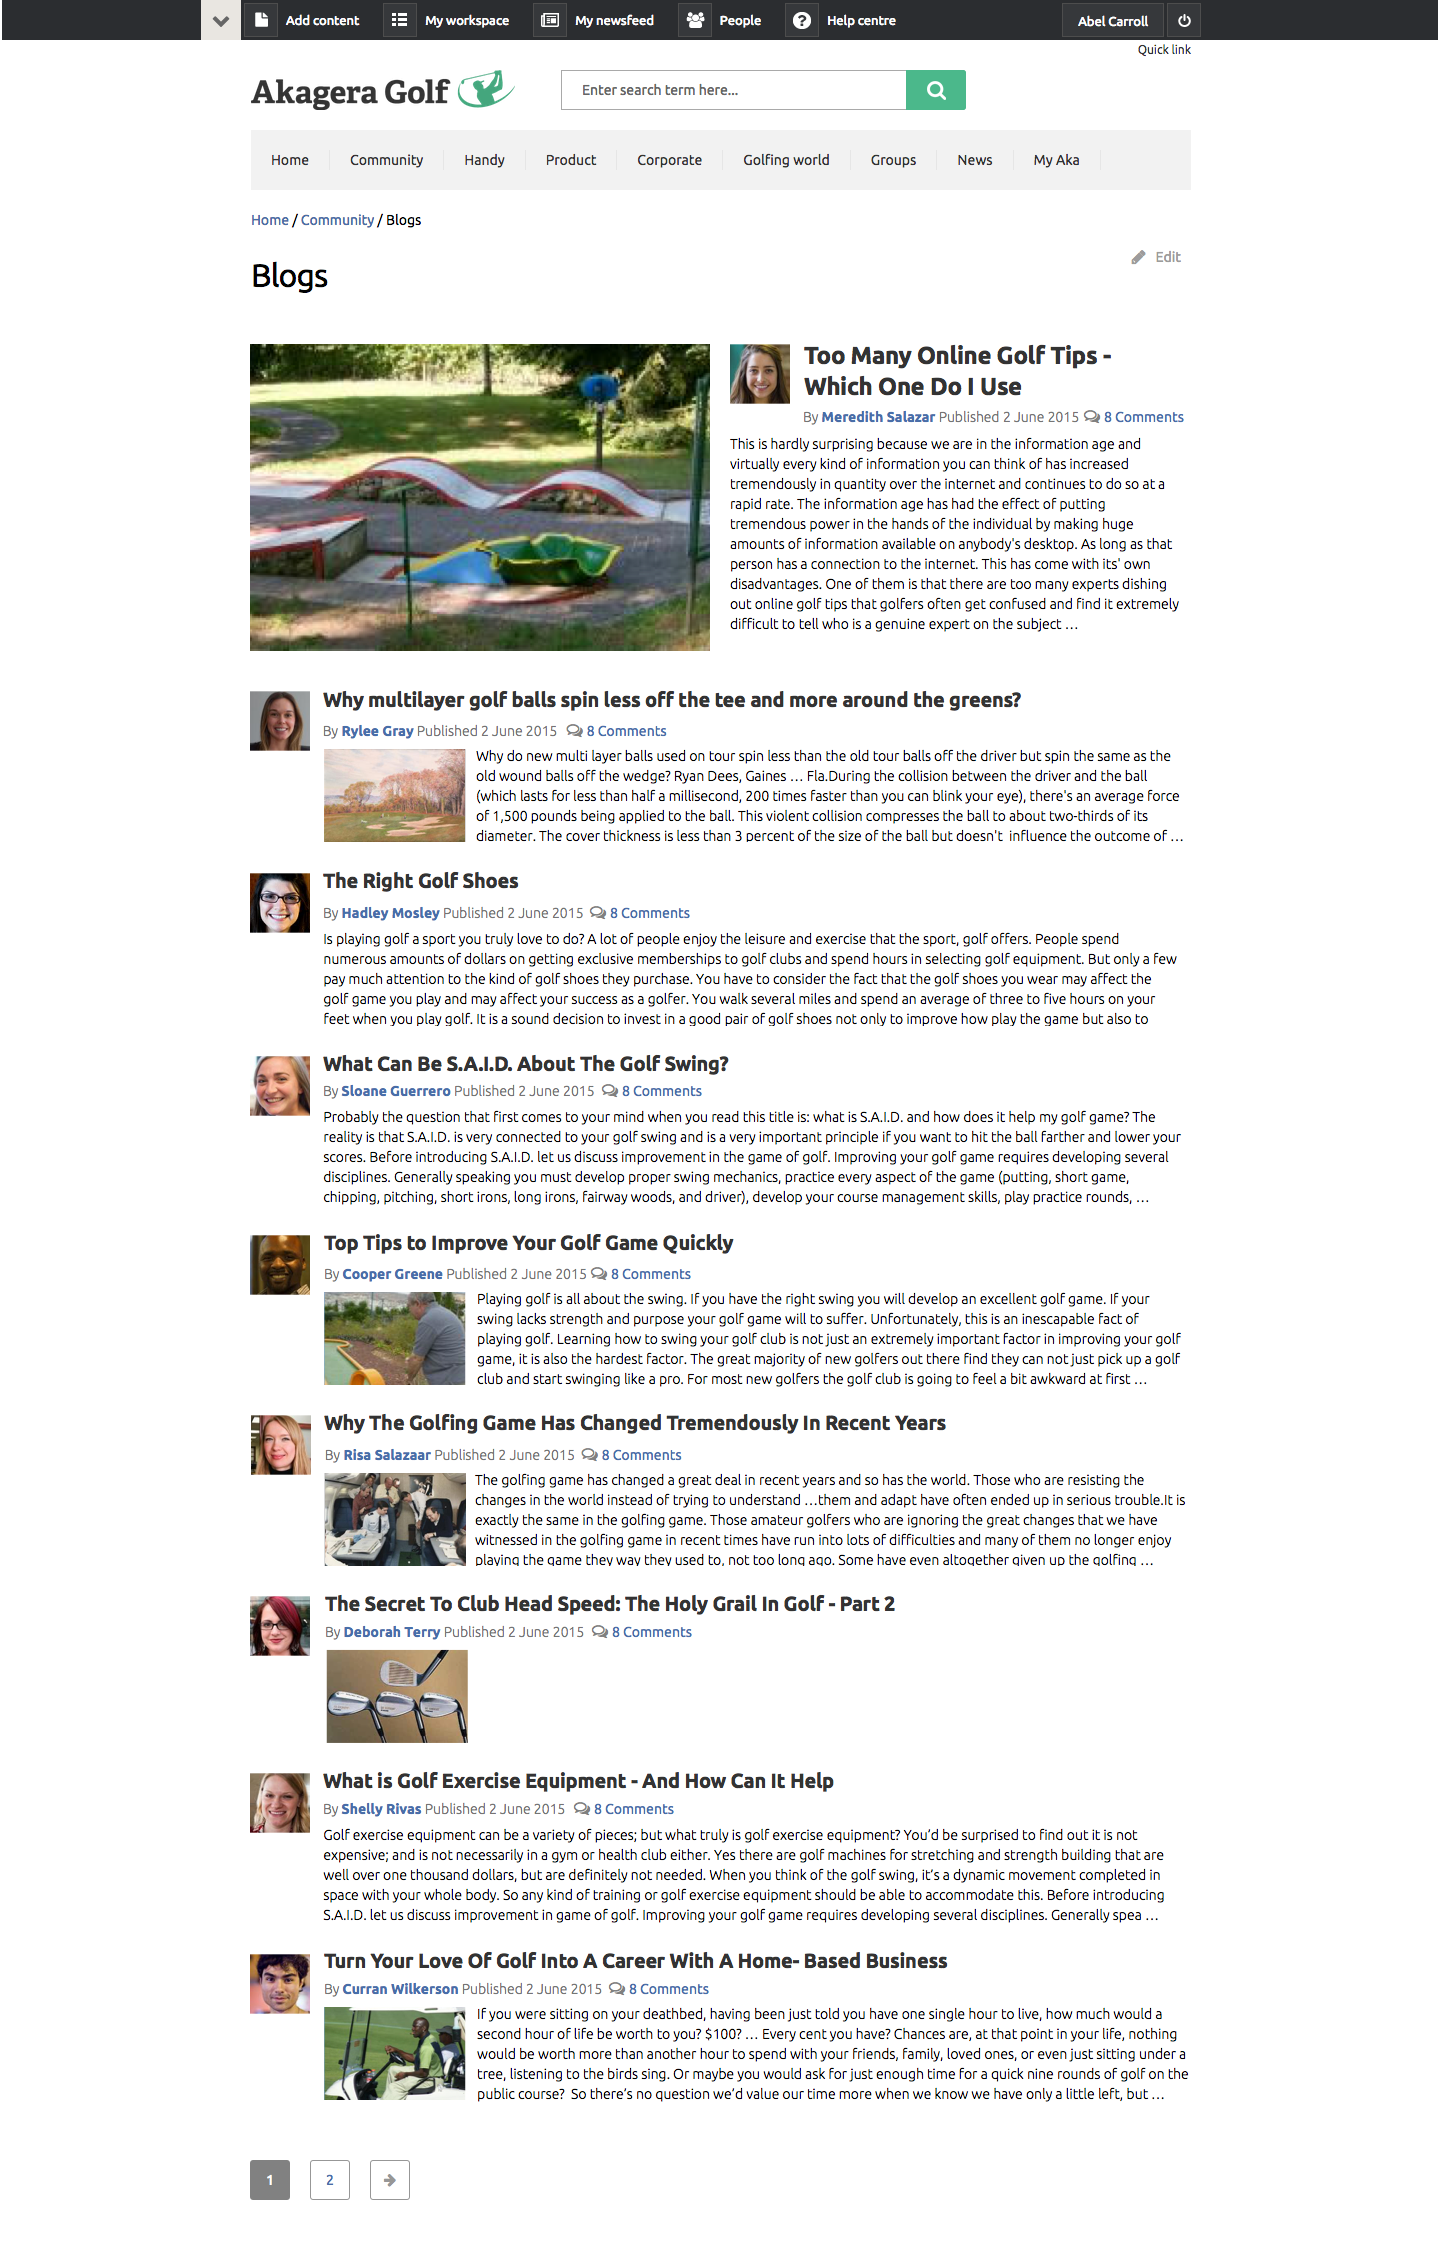 Add content My workspace My newsfeed People Help centre Abel Carroll
Quick link
Akagera Golf
Enter search term here...
Home Community Handy Product Corporate Golfing world Groups News My Aka
Home / Community / Blogs
Edit
Blogs
Too Many Online Golf Tips -
Which One Do I Use
By Meredith Salazar Published 2 June 2015 8 Comments
This is hardly surprising because we are in the information age and
virtually every kind of information you can think of has increased
tremendously in quantity over the internet and continues to do so at a
rapid rate. The information age has had the effect of putting
tremendous power in the hands of the individual by making huge
amounts of information available on anybody's desktop. As long as that
person has a connection to the internet. This has come with its' own
disadvantages. One of them is that there are too many experts dishing
out online golf tips that golfers often get confused and find it extremely
difficult to tell who is a genuine expert on the subject ...
Why multilayer golf balls spin less off the tee and more around the greens?
By Rylee Gray Published 2 June 2015 8 Comments
Why do new multi layer balls used on tour spin less than the old tour balls off the driver but spin the same as the
old wound balls off the wedge? Ryan Dees, Gaines ... Fla.During the collision between the driver and the ball
(which lasts for less than half a millisecond, 200 times faster than you can blink your eye), there's an average force
of 1,500 pounds being applied to the ball. This violent collision compresses the ball to about two-thirds of its
diameter. The cover thickness is less than 3 percent of the size of the ball but doesn't influence the outcome of ...
The Right Golf Shoes
By Hadley Mosley Published 2 June 2015 8 Comments
Is playing golf a sport you truly love to do? A lot of people enjoy the leisure and exercise that the sport, golf offers. People spend
numerous amounts of dollars on getting exclusive memberships to golf clubs and spend hours in selecting golf equipment. But only a few
pay much attention to the kind of golf shoes they purchase. You have to consider the fact that the golf shoes you wear may affect the
golf game you play and may affect your success as a golfer. You walk several miles and spend an average of three to five hours on your
feet when you play golf. It is a sound decision to invest in a good pair of golf shoes not only to improve how play the game but also to
What Can Be S.A.I.D. About The Golf Swing?
By Sloane Guerrero Published 2 June 2015 8 Comments
Probably the question that first comes to your mind when you read this title is: what is S.A.I.D. and how does it help my golf game? The
reality is that S.A.I.D. is very connected to your golf swing and is a very important principle if you want to hit the ball farther and lower your
scores. Before introducing S.A.I.D. let us discuss improvement in the game of golf. Improving your golf game requires developing several
disciplines. Generally speaking you must develop proper swing mechanics, practice every aspect of the game (putting, short game,
chipping, pitching, short irons, long irons, fairway woods, and driver), develop your course management skills, play practice rounds, ...
Top Tips to Improve Your Golf Game Quickly
By Cooper Greene Published 2 June 2015 8 Comments
Playing golf is all about the swing. If you have the right swing you will develop an excellent golf game. If your
swing lacks strength and purpose your golf game will to suffer. Unfortunately, this is an inescapable fact of
playing golf. Learning how to swing your golf club is not just an extremely important factor in improving your golf
game, it is also the hardest factor. The great majority of new golfers out there find they can not just pick up a golf
club and start swinging like a pro. For most new golfers the golf club is going to feel a bit awkward at first ...
Why The Golfing Game Has Changed Tremendously In Recent Years
By Risa Salazaar Published 2 June 2015 8 Comments
The golfing game has changed a great deal in recent years and so has the world. Those who are resisting the
changes in the world instead of trying to understand ...them and adapt have often ended up in serious trouble.It is
exactly the same in the golfing game. Those amateur golfers who are ignoring the great changes that we have
witnessed in the golfing game in recent times have run into lots of difficulties and many of them no longer enjoy
playing the game they way they used to, not too long ago. Some have even altogether given up the golfing ...
The Secret To Club Head Speed: The Holy Grail In Golf - Part 2
By Deborah Terry Published 2 June 2015 8 Comments
What is Golf Exercise Equipment - And How Can It Help
By Shelly Rivas Published 2 June 2015 8 Comments
Golf exercise equipment can be a variety of pieces; but what truly is golf exercise equipment? You’d be surprised to find out it is not
expensive; and is not necessarily in a gym or health club either. Yes there are golf machines for stretching and strength building that are
well over one thousand dollars, but are definitely not needed. When you think of the golf swing, it’s a dynamic movement completed in
space with your whole body. So any kind of training or golf exercise equipment should be able to accommodate this. Before introducing
S.A.I.D. let us discuss improvement in game of golf. Improving your golf game requires developing several disciplines. Generally spea ...
Turn Your Love Of Golf Into A Career With A Home- Based Business
By Curran Wilkerson Published 2 June 2015 8 Comments
If you were sitting on your deathbed, having been just told you have one single hour to live, how much would a
second hour of life be worth to you? $100? ... Every cent you have? Chances are, at that point in your life, nothing
would be worth more than another hour to spend with your friends, family, loved ones, or even just sitting under a
tree, listening to the birds sing. Or maybe you would ask for just enough time for a quick nine rounds of golf on the
public course? So there’s no question we’d value our time more when we know we have only a little left, but ...
1 2